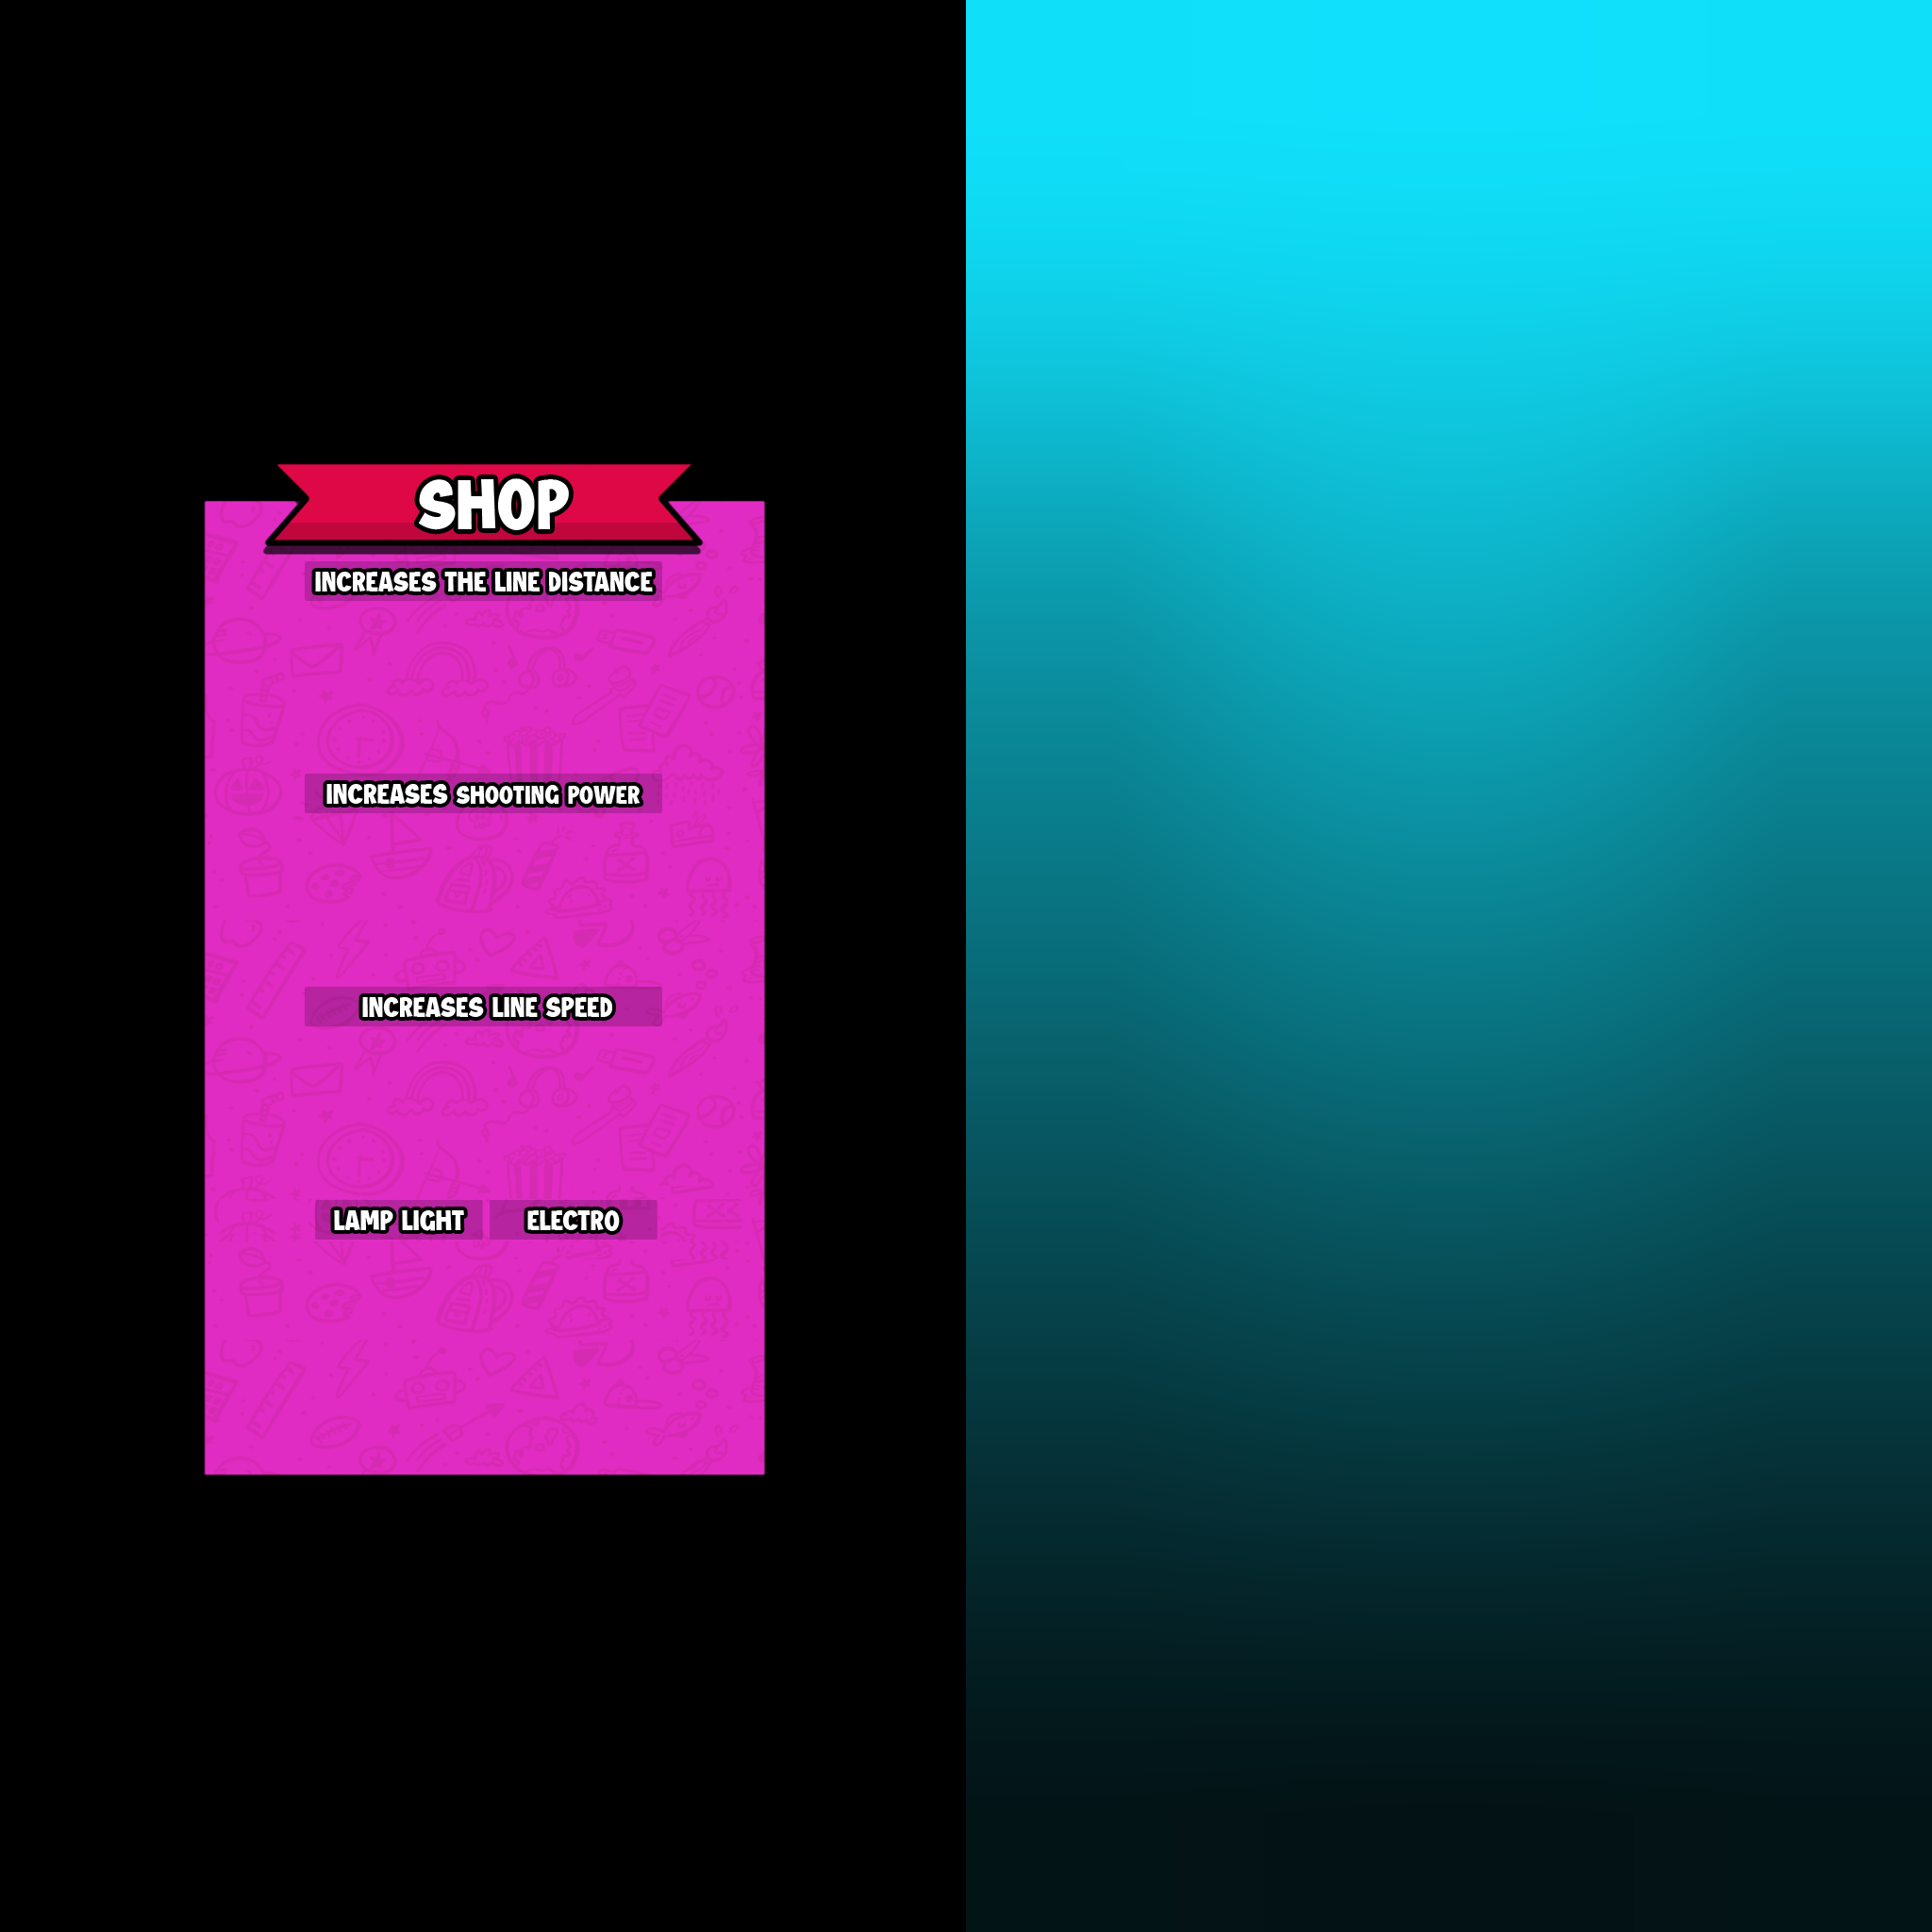 SHOP
INCREASES THE LINE DISTANCE
INCREASES SHOOTING POWER
INCREASES LINE SPEED
LAMP LIGHT ELECTRO